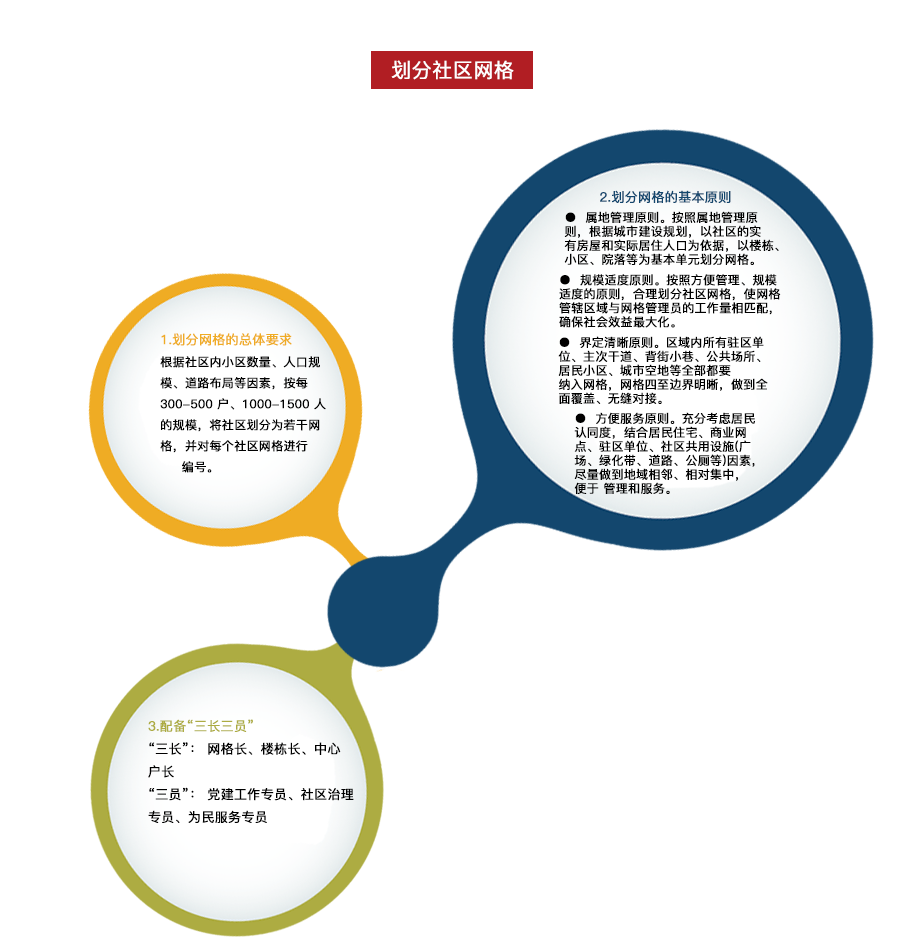 划分社区网格
1.划分网格的总体要求
根据社区内小区数量、人口规
模、道路布局等因素，按每
300-500 户、1000-1500 人
的规模，将社区划分为若干网
格，并对每个社区网格进行
编号。
2.划分网格的基本原则
● 属地管理原则。按照属地管理原
则，根据城市建设规划，以社区的实
有房屋和实际居住人口为依据，以楼栋、
小区、院落等为基本单元划分网格。
● 规模适度原则。按照方便管理、规模
适度的原则，合理划分社区网格，使网格
管辖区域与网格管理员的工作量相匹配，
确保社会效益最大化。
● 界定清晰原则。区域内所有驻区单
位、主次干道、背街小巷、公共场所、
居民小区、城市空地等全部都要
纳入网格，网格四至边界明晰，做到全
面覆盖、无缝对接。
● 方便服务原则。充分考虑居民
认同度，结合居民住宅、商业网
点、驻区单位、社区共用设施(广
场、绿化带、道路、公厕等)因素，
尽量做到地域相邻、相对集中，
便于 管理和服务。
3.配备“三长三员”
“三长”： 网格长、楼栋长、中心
户长
“三员”： 党建工作专员、社区治理
专员、为民服务专员